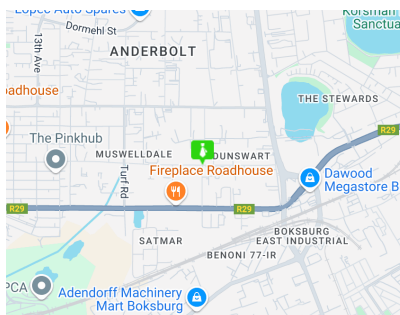 Lopec Auto Spares
Korsman
Sanctua
Dormehl St
13th Ave
ANDERBOLT
oadhouse
THE STEWARDS
R29
The Pinkhub
MUSWELLDALE
DUNSWART
Fireplace Roadhouse
Dawood
Megastore B
Turf Rd
R29
R29
BOKSBURG
EAST INDUSTRIAL
SATMAR
BENONI 77-IR
PCA
Adendorff Machinery
Mart Boksburg